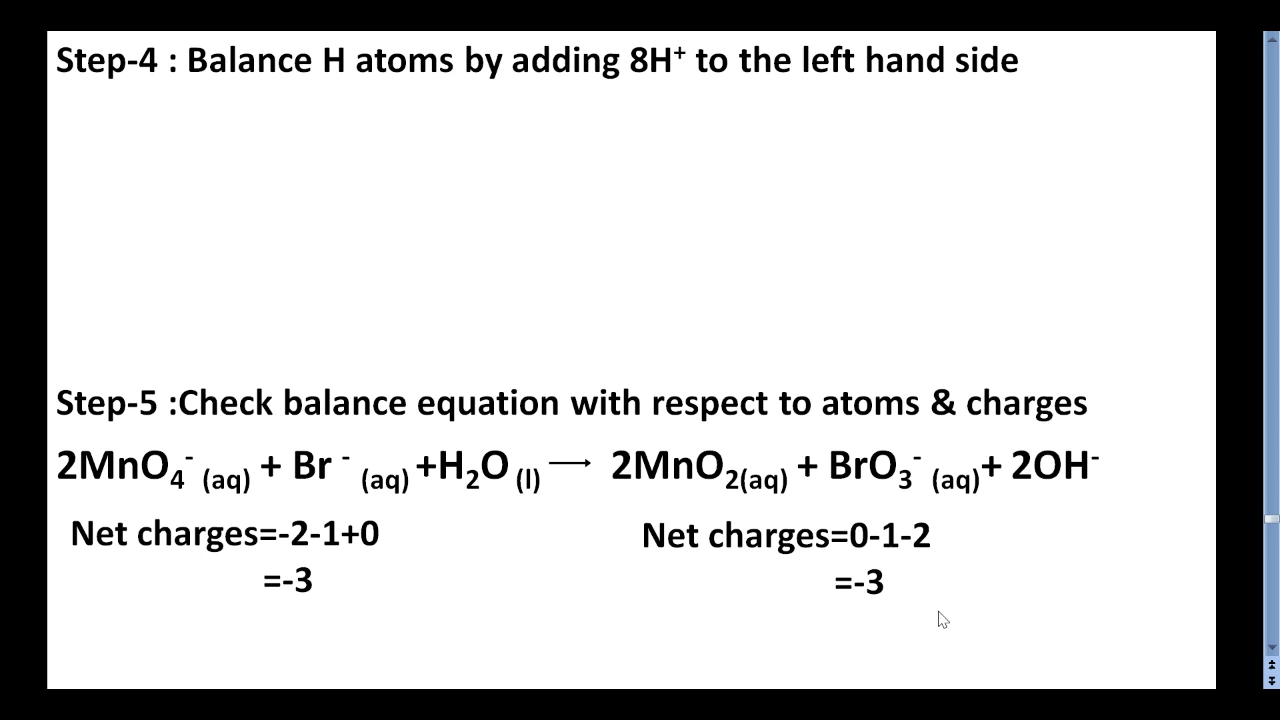 Step-4 : Balance H atoms by adding 8H⁺ to the left hand side
Step-5 :Check balance equation with respect to atoms & charges
2MnO₄⁻ (aq) + Br ⁻ (aq) +H₂O (l) ⟶ 2MnO₂(aq) + BrO₃⁻ (aq)+ 2OH⁻
Net charges=-2-1+0 Net charges=0-1-2
=-3 =-3